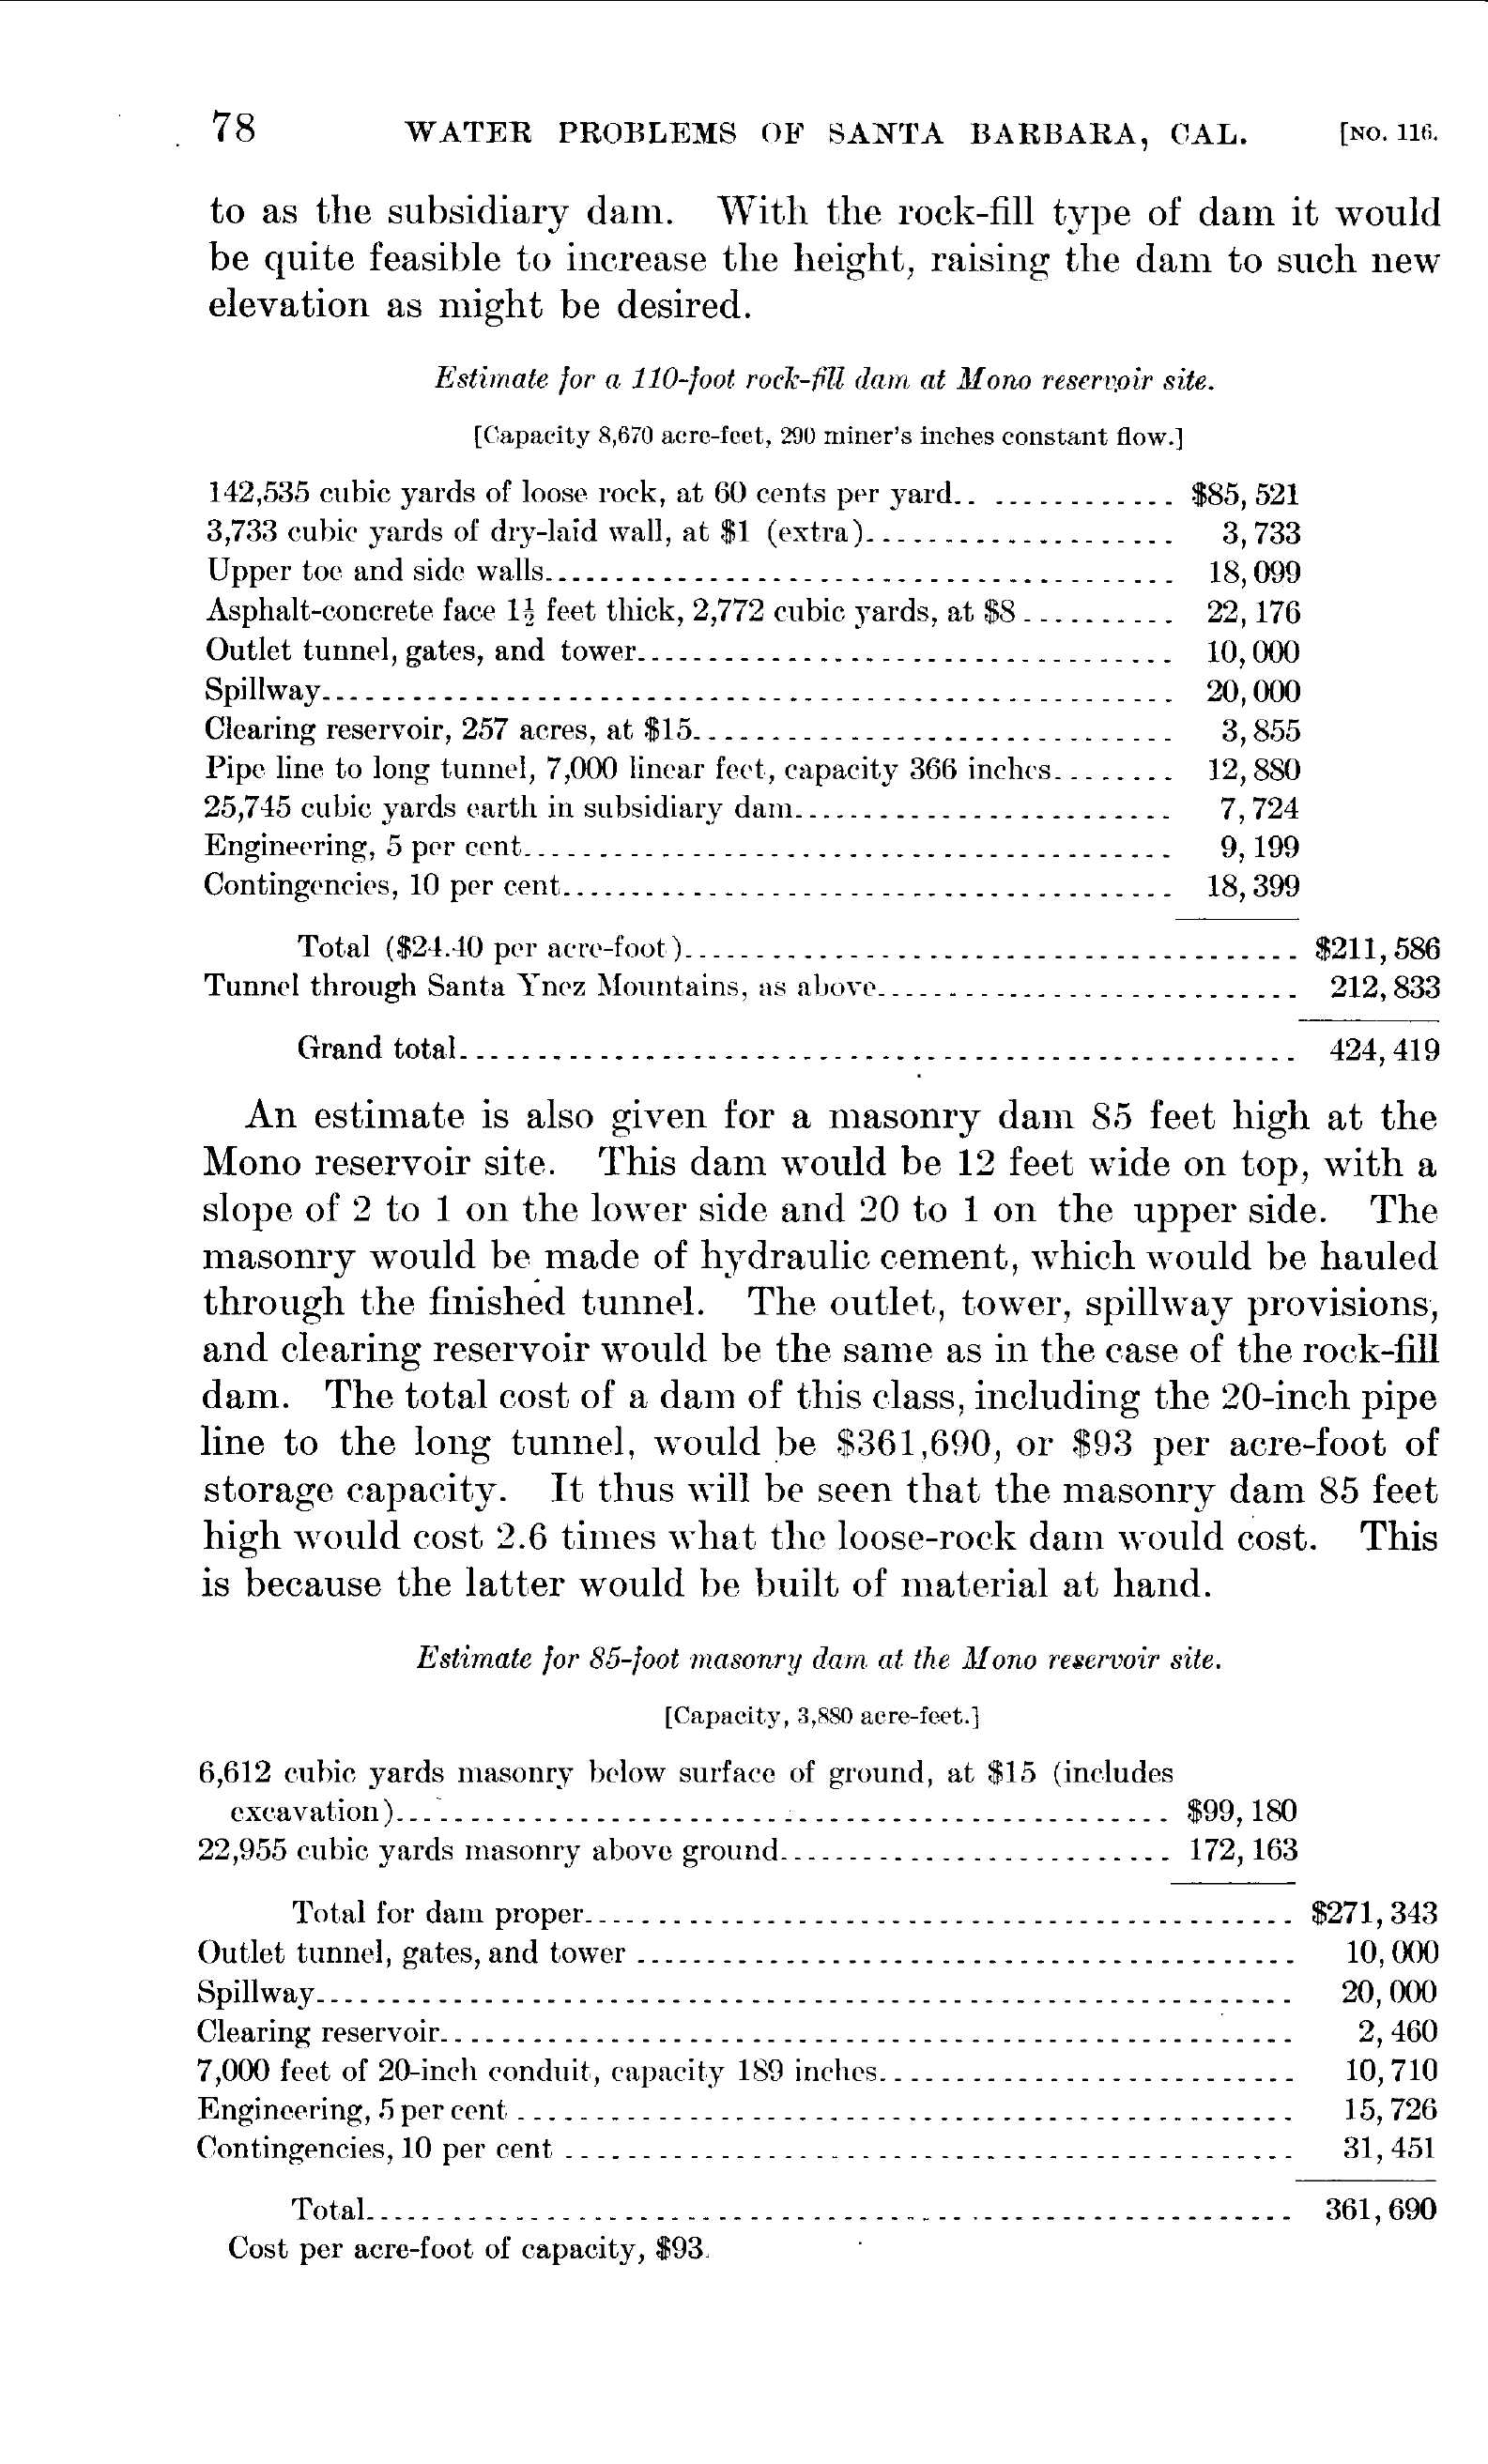 78 WATER PROBLEMS OF SANTA BARBARA, CAL. [NO. 116.
to as the subsidiary dam. With the rock-fill type of dam it would
be quite feasible to increase the height, raising the dam to such new
elevation as might be desired.
Estimate for a 110-foot rock-fill dam at Mono reservoir site.
[Capacity 8,670 acre-feet, 290 miner's inches constant flow.]
142,535 cubic yards of loose rock, at 60 cents per yard.. ............. $85,521
3,733 cubic yards of dry-laid wall, at $1 (extra).................... 3,733
Upper toe and side walls........................................ 18,099
Asphalt-concrete face 1½ feet thick, 2,772 cubic yards, at $8.......... 22,176
Outlet tunnel, gates, and tower.................................. 10,000
Spillway...................................................... 20,000
Clearing reservoir, 257 acres, at $15............................... 3,855
Pipe line to long tunnel, 7,000 linear feet, capacity 366 inches........ 12,880
25,745 cubic yards earth in subsidiary dam........................ 7,724
Engineering, 5 per cent......................................... 9,199
Contingencies, 10 per cent....................................... 18,399
Total ($24.40 per acre-foot)....................................... $211,586
Tunnel through Santa Ynez Mountains, as above........................... 212,833
Grand total..................................................... 424,419
An estimate is also given for a masonry dam 85 feet high at the
Mono reservoir site. This dam would be 12 feet wide on top, with a
slope of 2 to 1 on the lower side and 20 to 1 on the upper side. The
masonry would be made of hydraulic cement, which would be hauled
through the finished tunnel. The outlet, tower, spillway provisions,
and clearing reservoir would be the same as in the case of the rock-fill
dam. The total cost of a dam of this class, including the 20-inch pipe
line to the long tunnel, would be $361,690, or $93 per acre-foot of
storage capacity. It thus will be seen that the masonry dam 85 feet
high would cost 2.6 times what the loose-rock dam would cost. This
is because the latter would be built of material at hand.
Estimate for 85-foot masonry dam at the Mono reservoir site.
[Capacity, 3,880 acre-feet.]
6,612 cubic yards masonry below surface of ground, at $15 (includes
excavation)................................................. $99,180
22,955 cubic yards masonry above ground......................... 172,163
Total for dam proper............................................. $271,343
Outlet tunnel, gates, and tower .......................................... 10,000
Spillway.............................................................. 20,000
Clearing reservoir...................................................... 2,460
7,000 feet of 20-inch conduit, capacity 189 inches........................... 10,710
Engineering, 5 per cent .................................................. 15,726
Contingencies, 10 per cent ............................................... 31,451
Total........................................................... 361,690
Cost per acre-foot of capacity, $93.